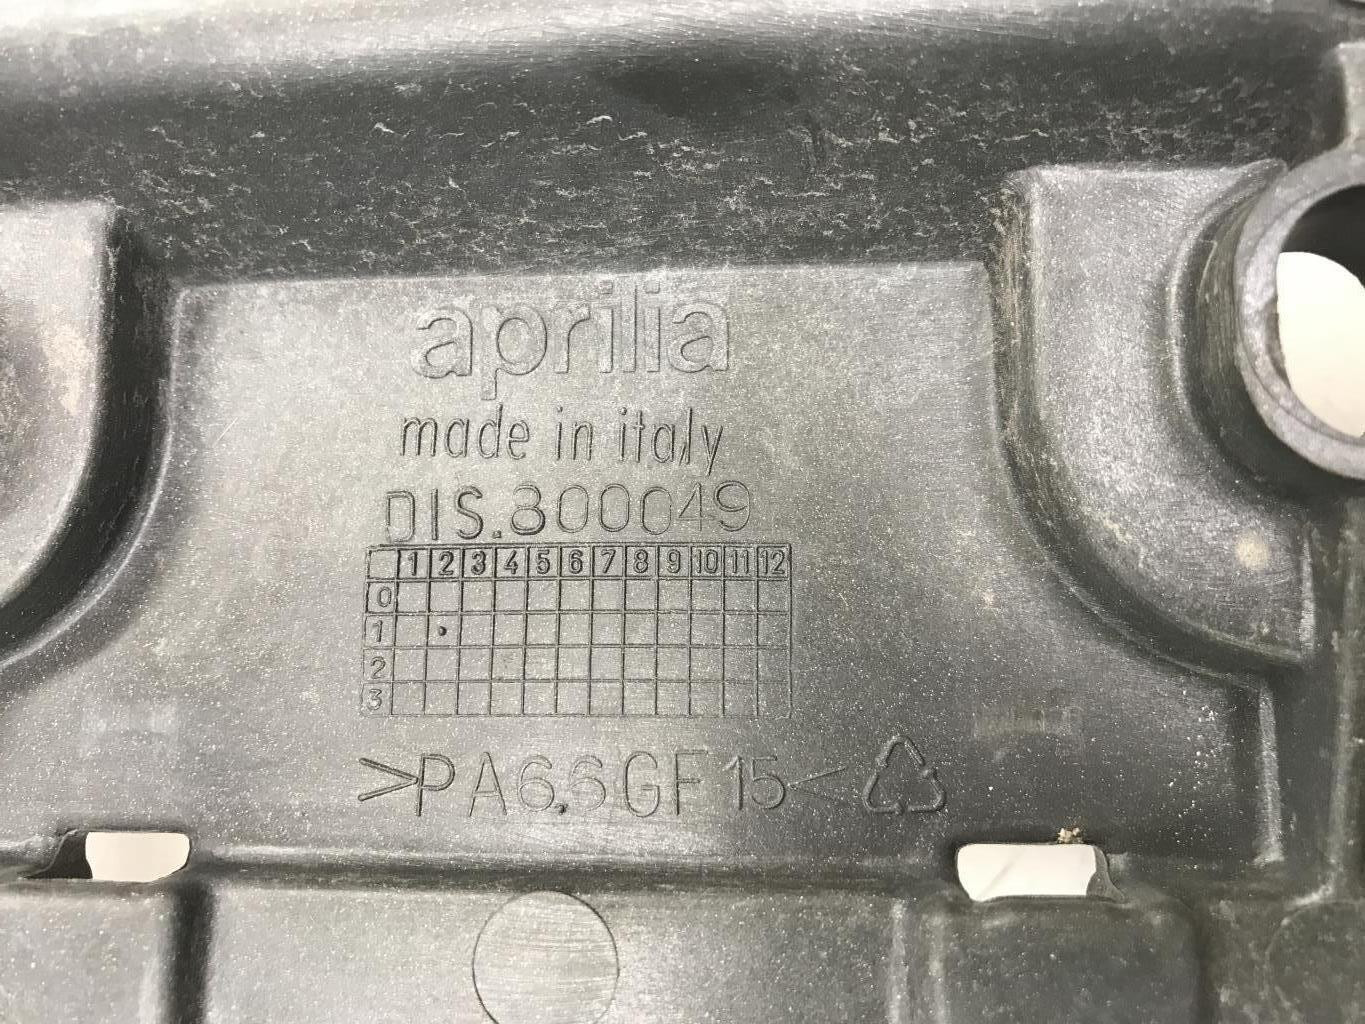 aprilia
made in italy
DIS.800049
1 2 3 4 5 6 7 8 9 10 11 12
0
1
2
3
>PA6,6GF15<